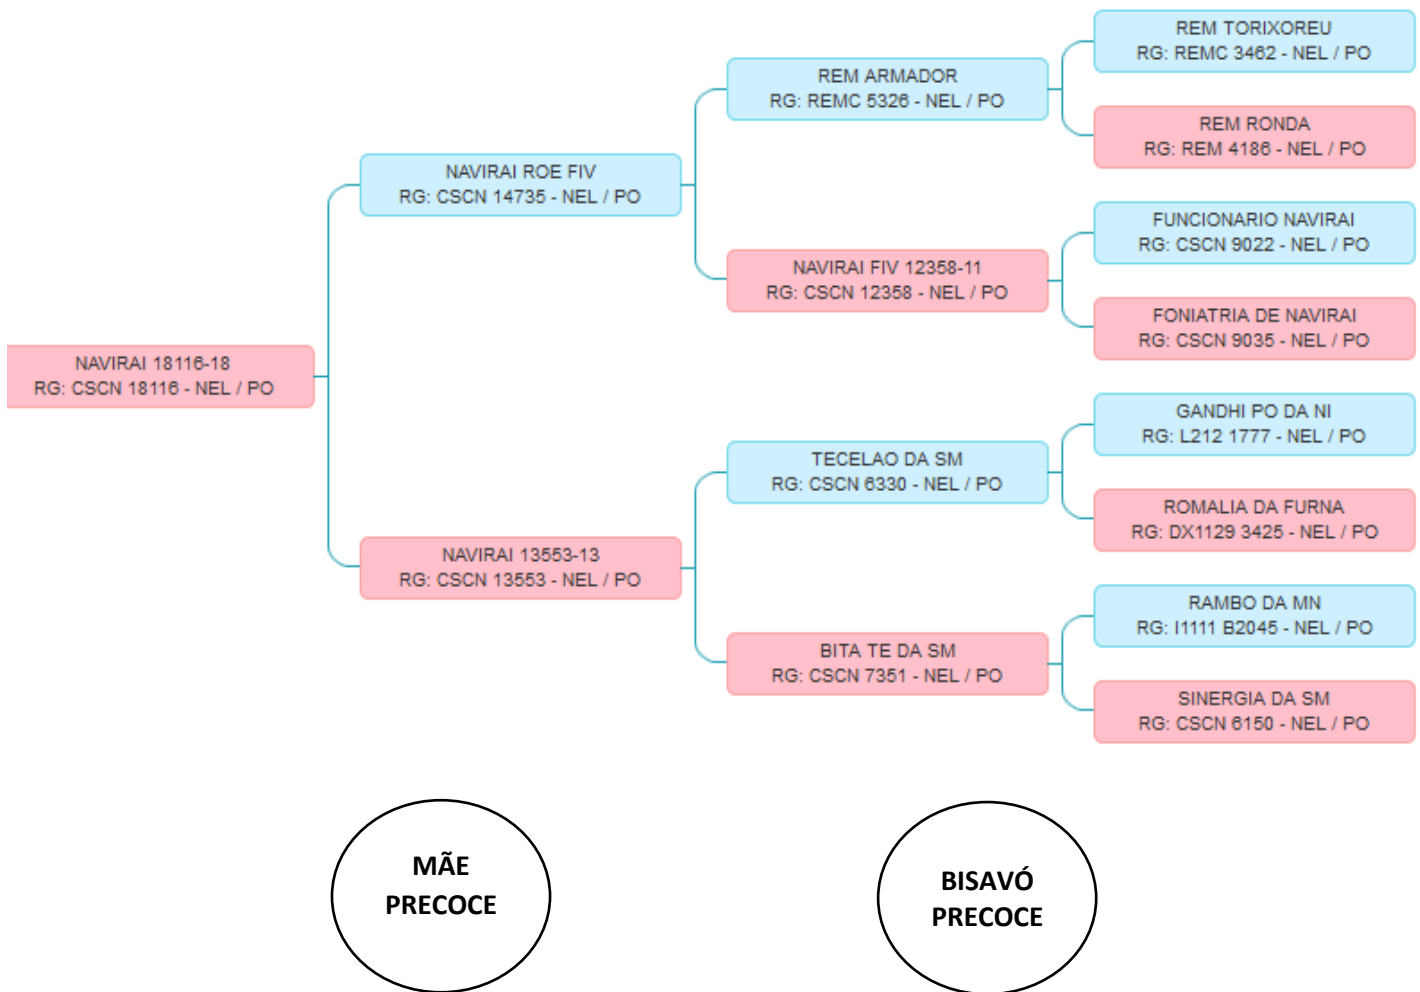 REM TORIXOREU
RG: REMC 3462 - NEL / PO
REM ARMADOR
RG: REMC 5326 - NEL / PO
REM RONDA
RG: REM 4186 - NEL / PO
NAVIRAI ROE FIV
RG: CSCN 14735 - NEL / PO
FUNCIONARIO NAVIRAI
RG: CSCN 9022 - NEL / PO
NAVIRAI FIV 12358-11
RG: CSCN 12358 - NEL / PO
FONIATRIA DE NAVIRAI
RG: CSCN 9035 - NEL / PO
NAVIRAI 18116-18
RG: CSCN 18116 - NEL / PO
GANDHI PO DA NI
RG: L212 1777 - NEL / PO
TECELAO DA SM
RG: CSCN 6330 - NEL / PO
ROMALIA DA FURNA
RG: DX1129 3425 - NEL / PO
NAVIRAI 13553-13
RG: CSCN 13553 - NEL / PO
RAMBO DA MN
RG: I1111 B2045 - NEL / PO
BITA TE DA SM
RG: CSCN 7351 - NEL / PO
SINERGIA DA SM
RG: CSCN 6150 - NEL / PO
MÃE
PRECOCE
BISAVÓ
PRECOCE